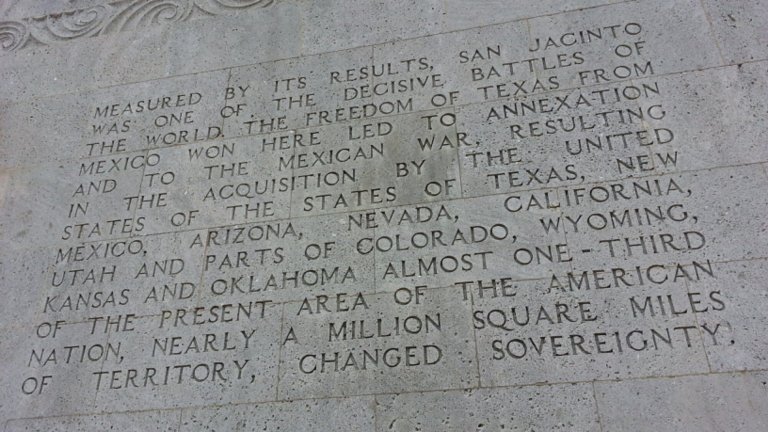 MEASURED BY ITS RESULTS, SAN JACINTO
WAS ONE OF THE DECISIVE BATTLES OF
THE WORLD. THE FREEDOM OF TEXAS FROM
MEXICO WON HERE LED TO ANNEXATION
AND TO THE MEXICAN WAR, RESULTING
IN THE ACQUISITION BY THE UNITED
STATES OF THE STATES OF TEXAS, NEW
MEXICO, ARIZONA, NEVADA, CALIFORNIA,
UTAH AND PARTS OF COLORADO, WYOMING,
KANSAS AND OKLAHOMA ALMOST ONE-THIRD
OF THE PRESENT AREA OF THE AMERICAN
NATION, NEARLY A MILLION SQUARE MILES
OF TERRITORY, CHANGED SOVEREIGNTY.